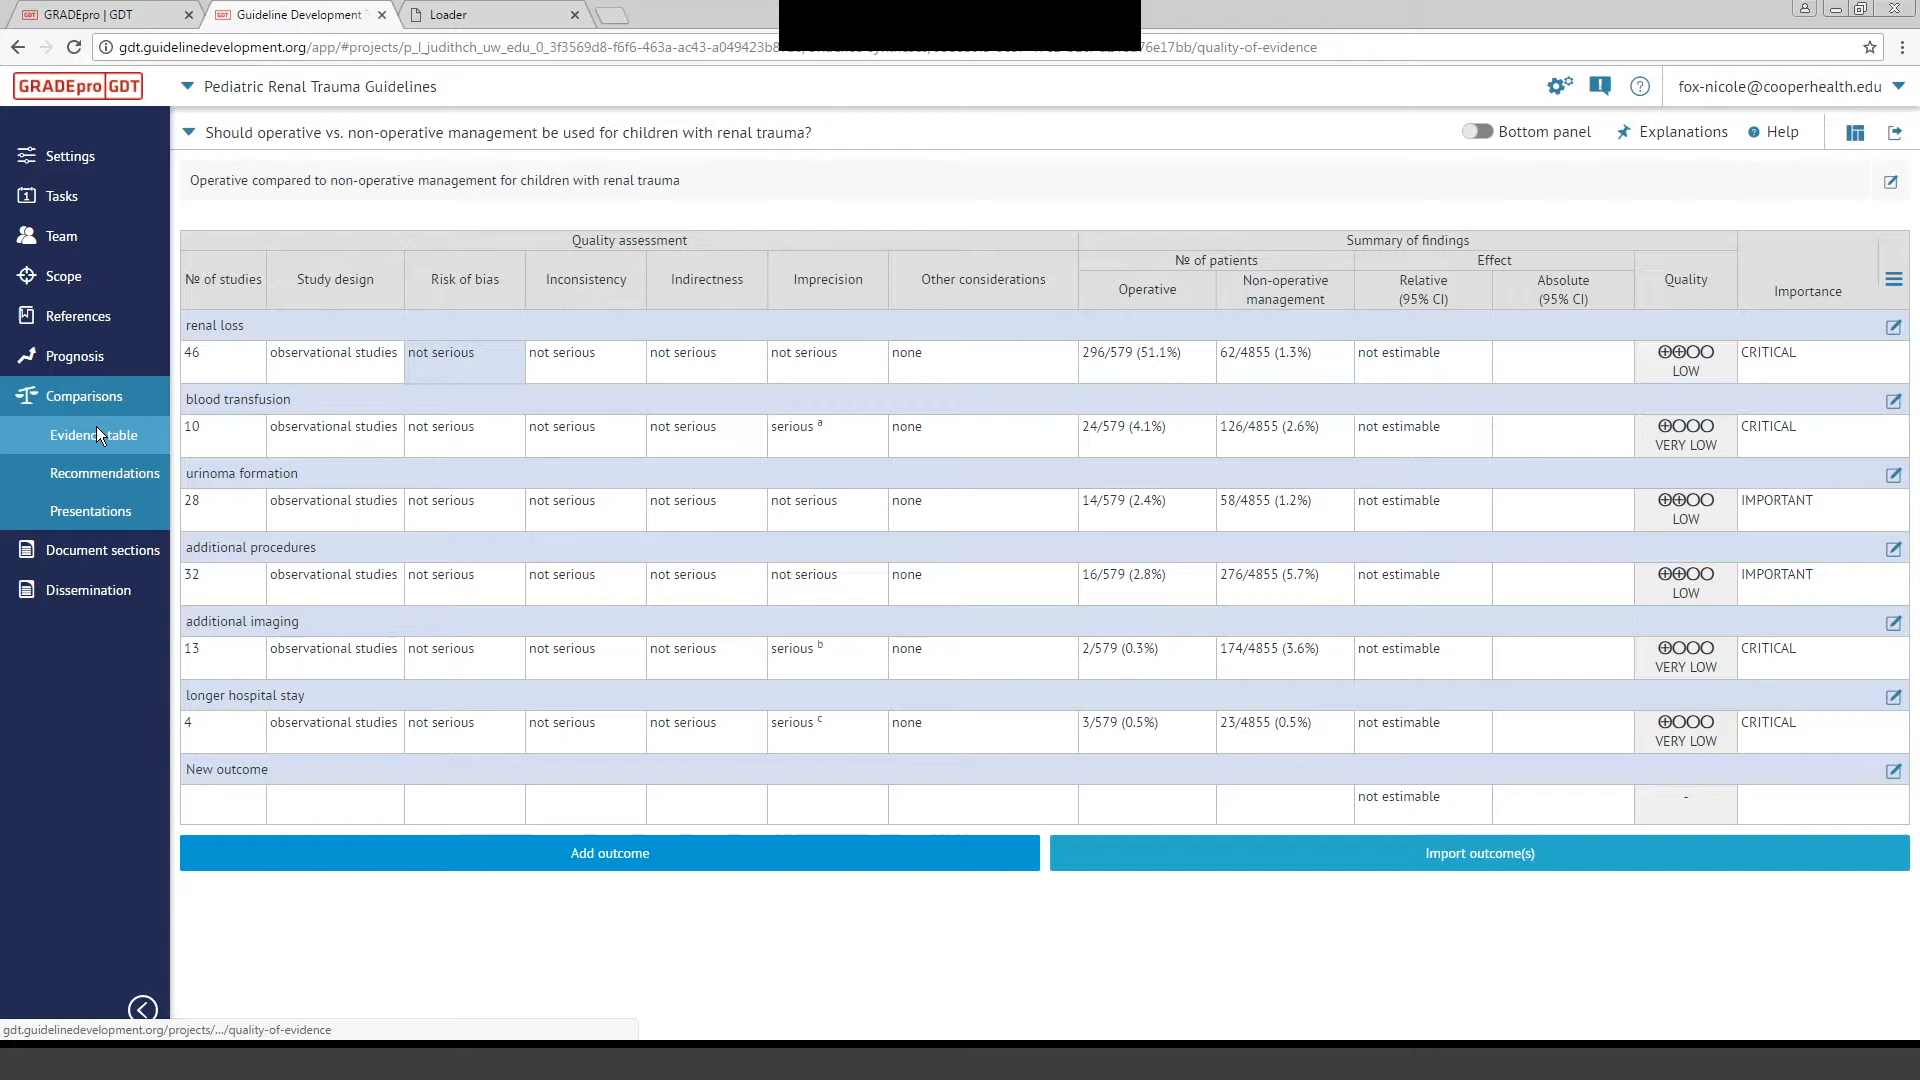 GRADEpro | GDT
Guideline Development
Loader
gdt.guidelinedevelopment.org/app/#projects/p_l_judithch_uw_edu_0_3f3569d8-f6f6-463a-ac43-a049423b8
76e17bb/quality-of-evidence
GRADEpro GDT
Pediatric Renal Trauma Guidelines
fox-nicole@cooperhealth.edu
Should operative vs. non-operative management be used for children with renal trauma?
Bottom panel
Explanations
Help
Settings
1 Tasks
Team
Scope
References
Prognosis
Comparisons
Evidence table
Recommendations
Presentations
Document sections
Dissemination
Operative compared to non-operative management for children with renal trauma
Quality assessment
Summary of findings
№ of studies
Study design
Risk of bias
Inconsistency
Indirectness
Imprecision
Other considerations
№ of patients
Effect
Operative
Non-operative
management
Relative
(95% CI)
Absolute
(95% CI)
Quality
Importance
renal loss
46 observational studies not serious not serious not serious not serious none 296/579 (51.1%) 62/4855 (1.3%) not estimable ⊕⊕○○ CRITICAL
LOW
blood transfusion
10 observational studies not serious not serious not serious serious a none 24/579 (4.1%) 126/4855 (2.6%) not estimable ⊕○○○ CRITICAL
VERY LOW
urinoma formation
28 observational studies not serious not serious not serious not serious none 14/579 (2.4%) 58/4855 (1.2%) not estimable ⊕⊕○○ IMPORTANT
LOW
additional procedures
32 observational studies not serious not serious not serious not serious none 16/579 (2.8%) 276/4855 (5.7%) not estimable ⊕⊕○○ IMPORTANT
LOW
additional imaging
13 observational studies not serious not serious not serious serious b none 2/579 (0.3%) 174/4855 (3.6%) not estimable ⊕○○○ CRITICAL
VERY LOW
longer hospital stay
4 observational studies not serious not serious not serious serious c none 3/579 (0.5%) 23/4855 (0.5%) not estimable ⊕○○○ CRITICAL
VERY LOW
New outcome
not estimable -
Add outcome
Import outcome(s)
gdt.guidelinedevelopment.org/projects/.../quality-of-evidence